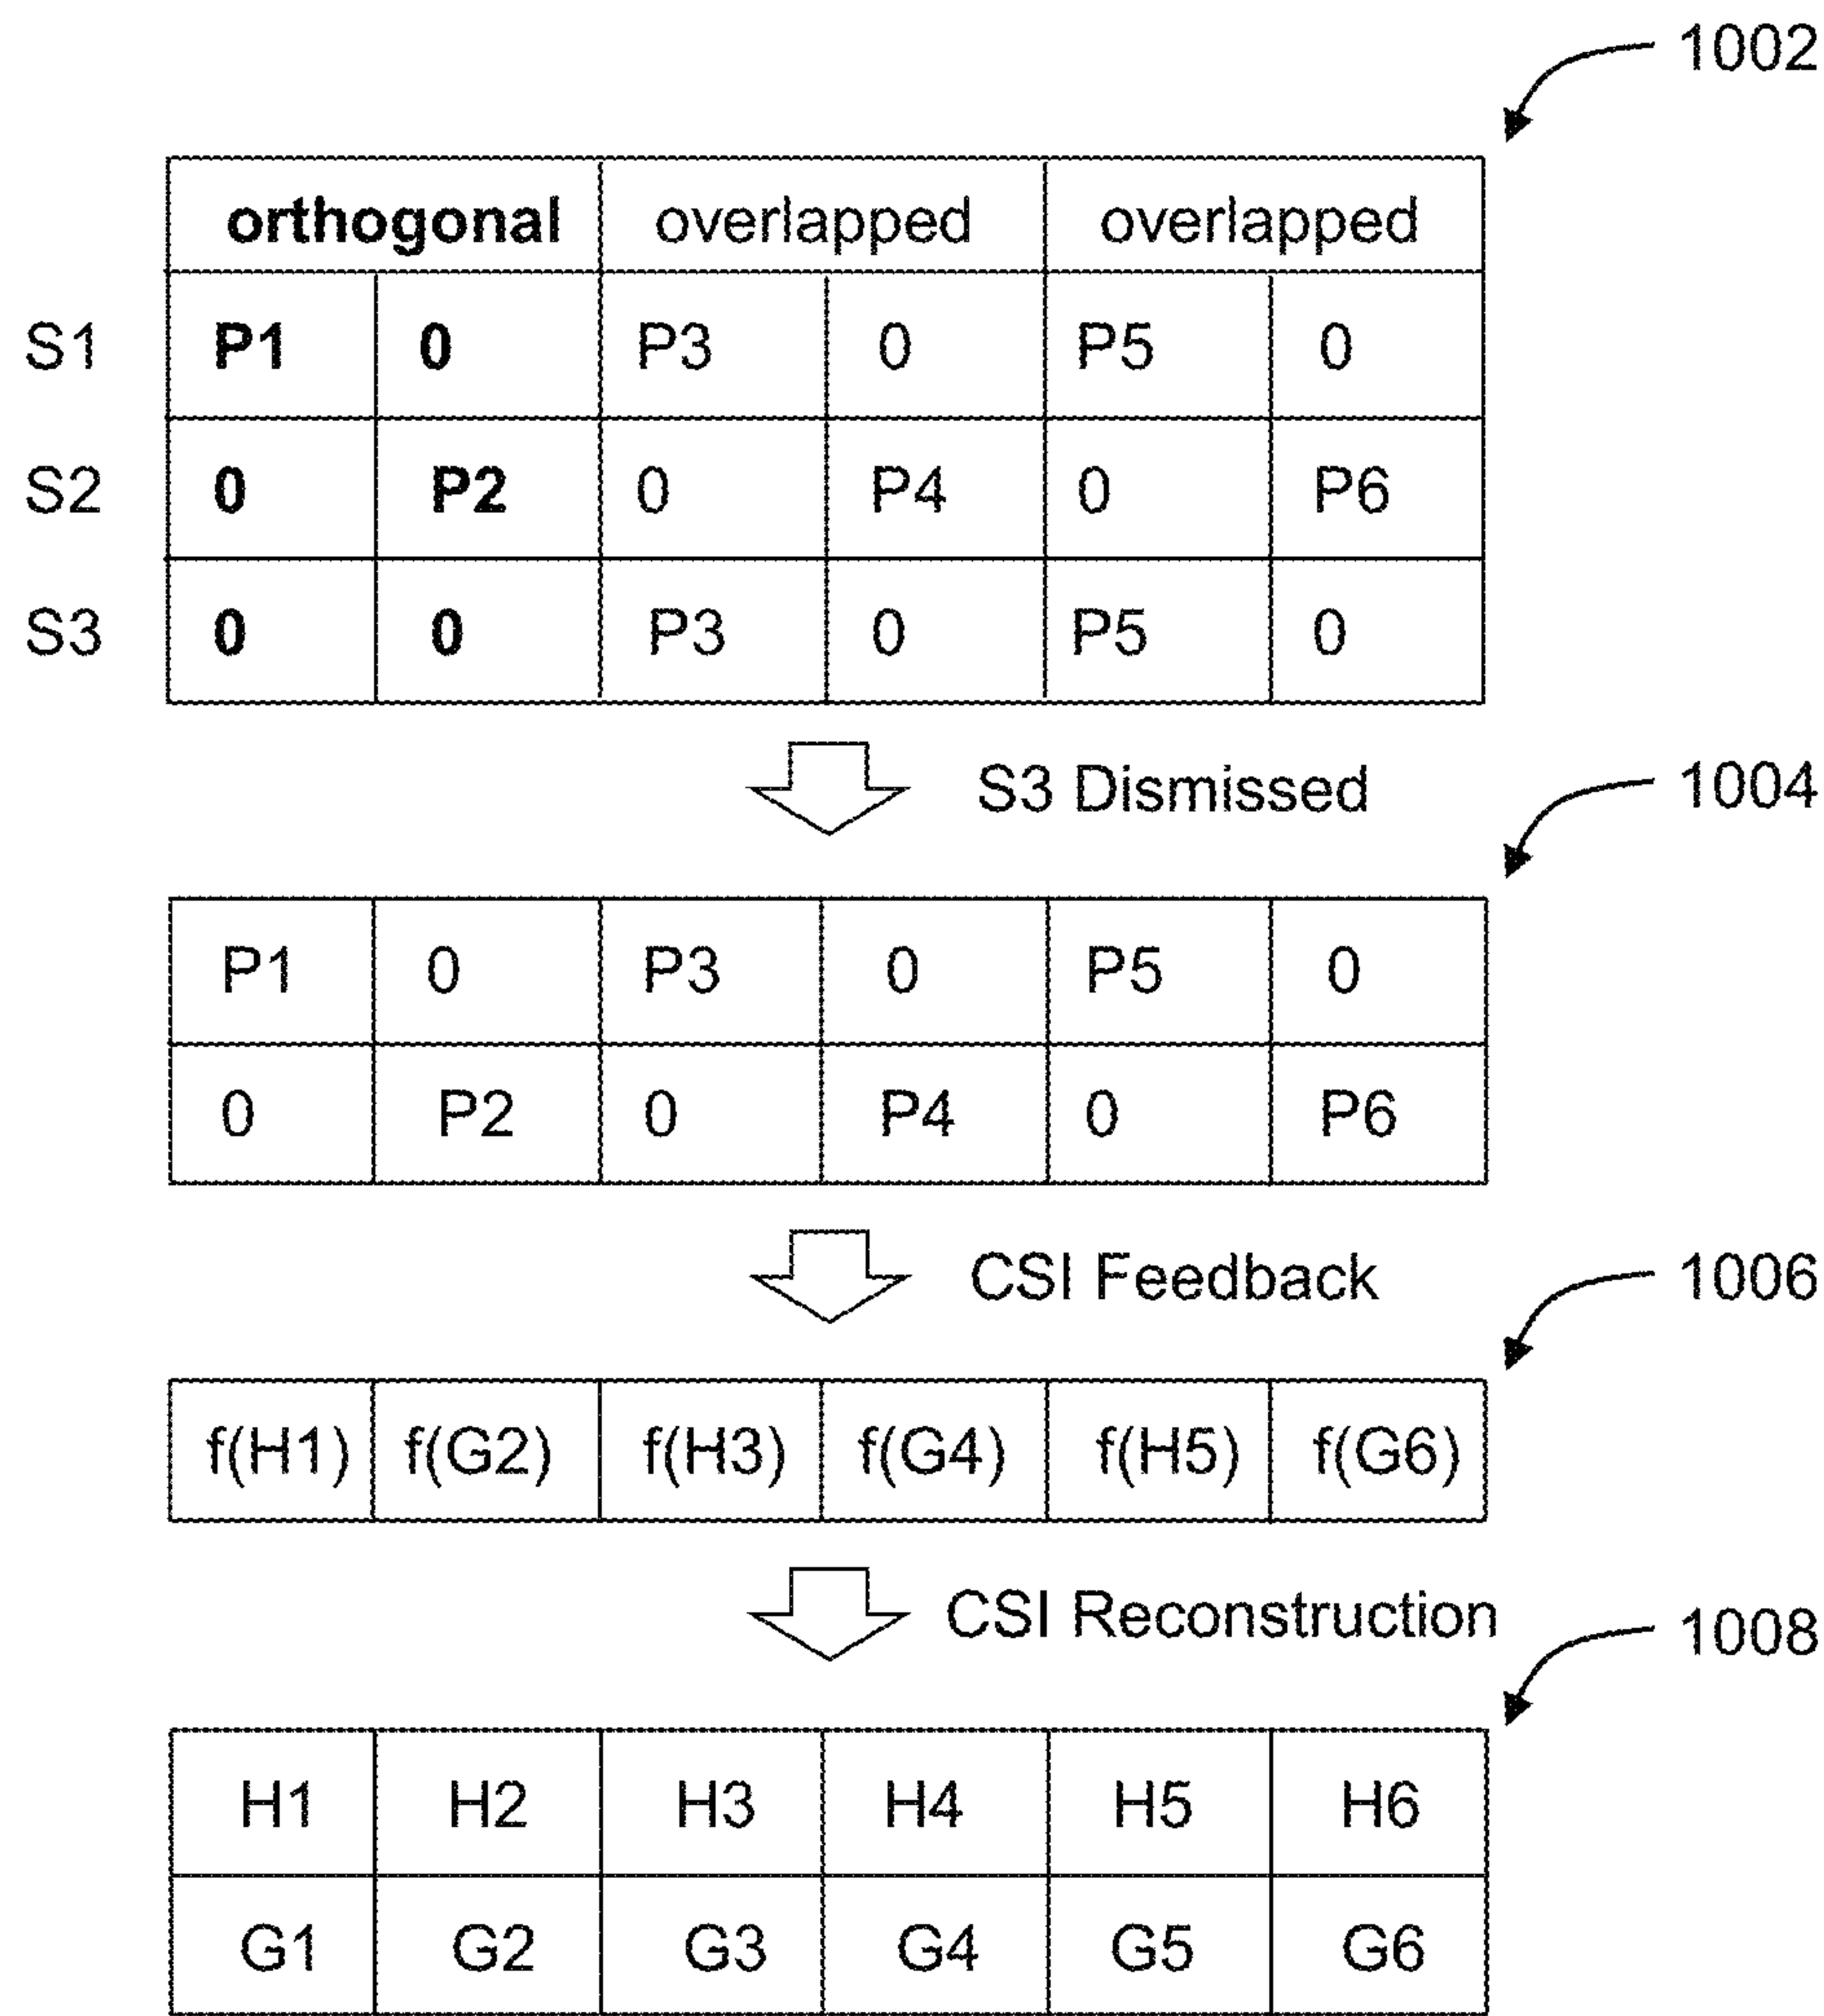 1002
orthogonal overlapped overlapped
S1 P1 0 P3 0 P5 0
S2 0 P2 0 P4 0 P6
S3 0 0 P3 0 P5 0
S3 Dismissed
1004
P1 0 P3 0 P5 0
0 P2 0 P4 0 P6
CSI Feedback
1006
f(H1) f(G2) f(H3) f(G4) f(H5) f(G6)
CSI Reconstruction
1008
H1 H2 H3 H4 H5 H6
G1 G2 G3 G4 G5 G6